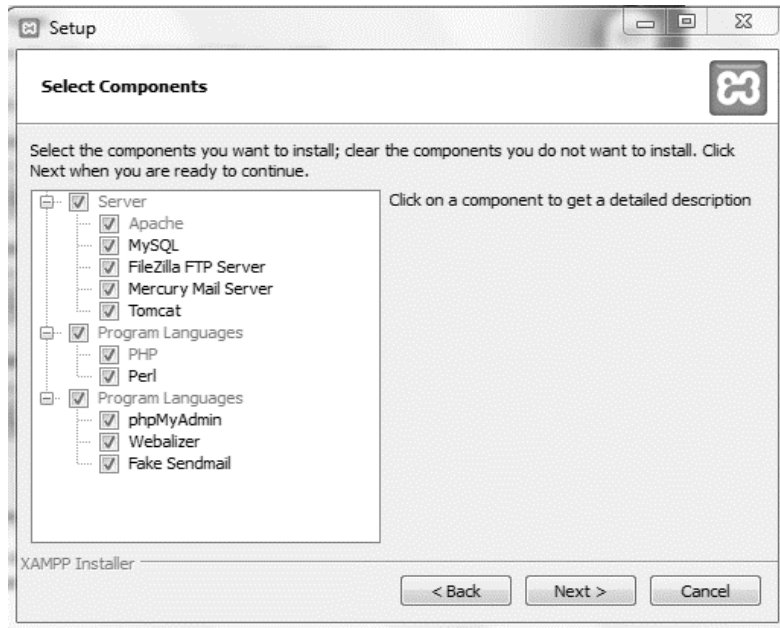 Setup
Select Components
Select the components you want to install; clear the components you do not want to install. Click
Next when you are ready to continue.
Server
Apache
MySQL
FileZilla FTP Server
Mercury Mail Server
Tomcat
Program Languages
PHP
Perl
Program Languages
phpMyAdmin
Webalizer
Fake Sendmail
Click on a component to get a detailed description
XAMPP Installer
< Back
Next >
Cancel